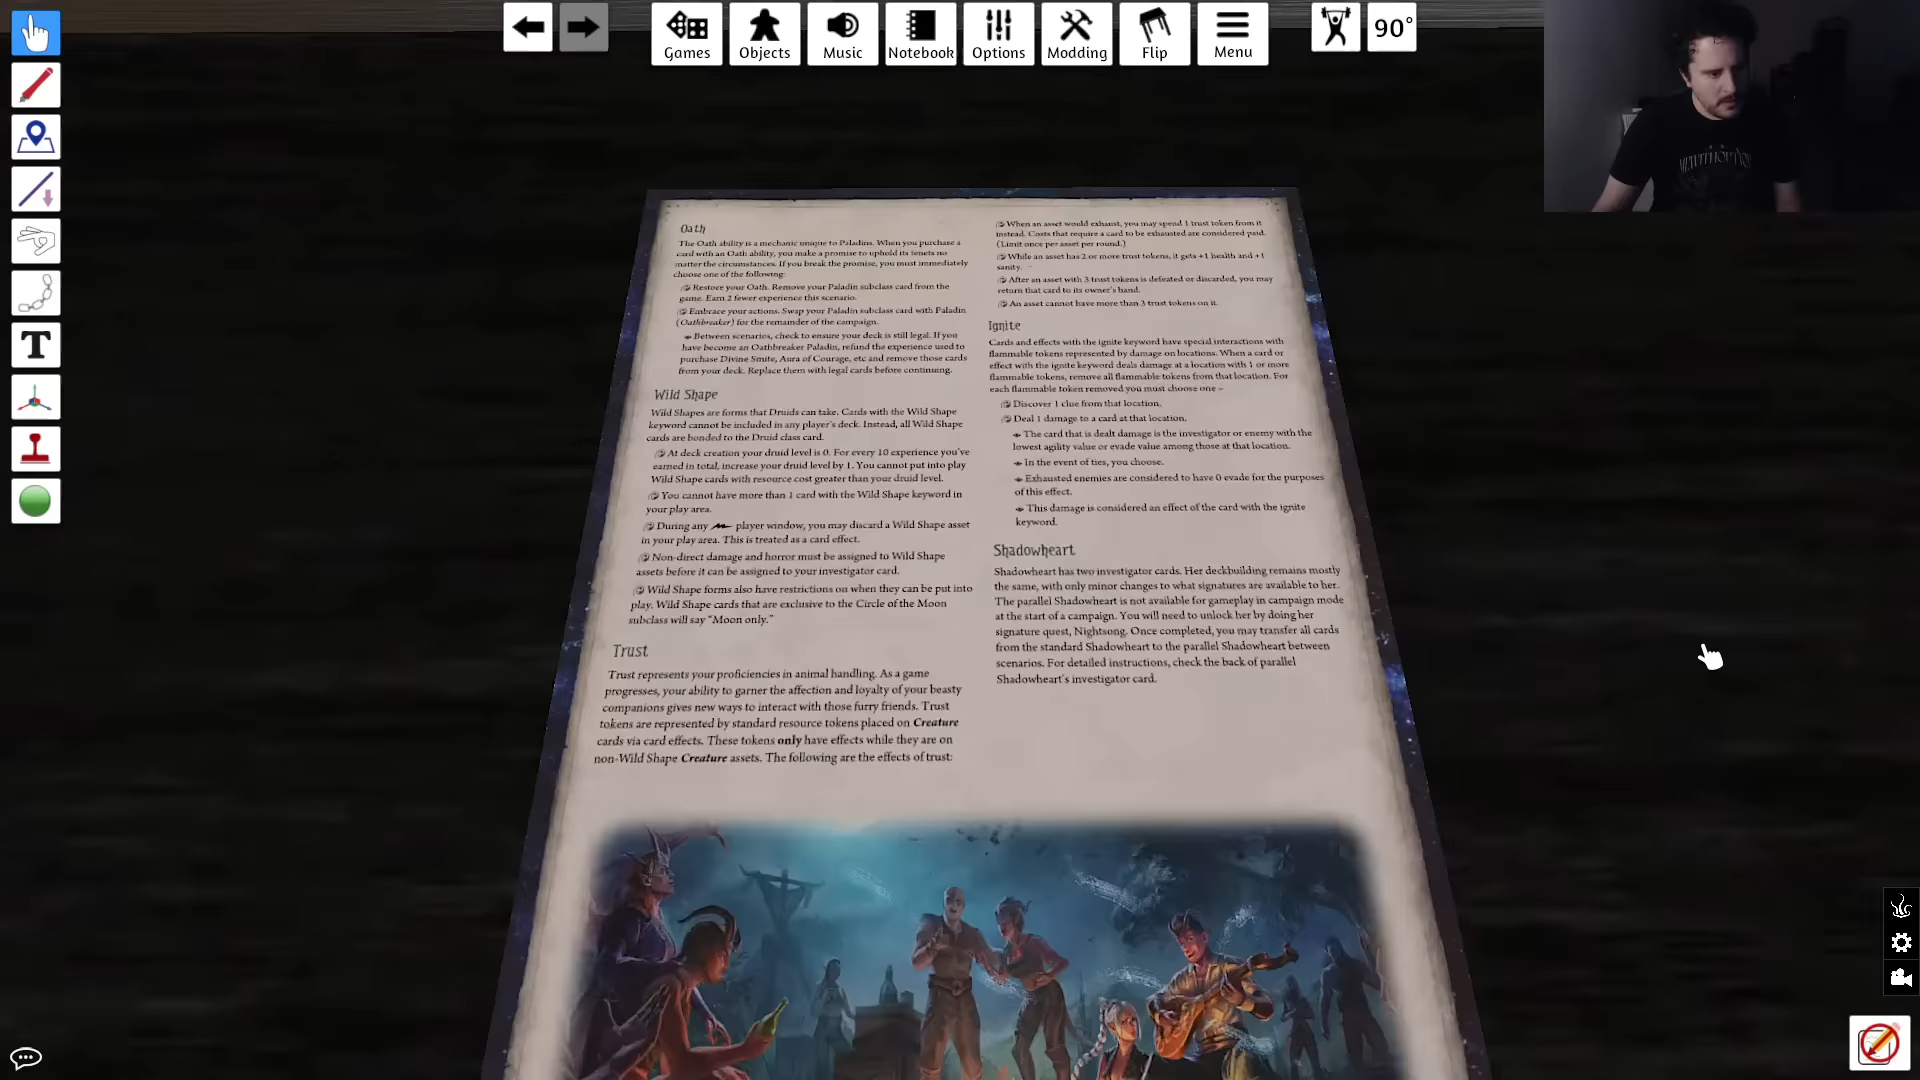 Games
Objects
Music
Notebook
Options
Modding
Flip
Menu
90°
T
Oath
The Oath ability is a mechanic unique to Paladins. When you purchase a
card with an Oath ability, you make a promise to uphold its tenets no
matter the circumstances. If you break the promise, you must immediately
choose one of the following:
Restore your Oath. Remove your Paladin subclass card from the
game. Earn 2 fewer experience this scenario.
Embrace your actions. Swap your Paladin subclass card with Paladin
(Oathbreaker) for the remainder of the campaign.
Between scenarios, check to ensure your deck is still legal. If you
have become an Oathbreaker Paladin, refund the experience used to
purchase Divine Smite, Aura of Courage, etc and remove those cards
from your deck. Replace them with legal cards before continuing.
Wild Shape
Wild Shapes are forms that Druids can take. Cards with the Wild Shape
keyword cannot be included in any player's deck. Instead, all Wild Shape
cards are bonded to the Druid class card.
At deck creation your druid level is 0. For every 10 experience you've
earned in total, increase your druid level by 1. You cannot put into play
Wild Shape cards with resource cost greater than your druid level.
You cannot have more than 1 card with the Wild Shape keyword in
your play area.
During any player window, you may discard a Wild Shape asset
in your play area. This is treated as a card effect.
Non-direct damage and horror must be assigned to Wild Shape
assets before it can be assigned to your investigator card.
Wild Shape forms also have restrictions on when they can be put into
play. Wild Shape cards that are exclusive to the Circle of the Moon
subclass will say "Moon only."
Trust
Trust represents your proficiencies in animal handling. As a game
progresses, your ability to garner the affection and loyalty of your beasty
companions gives new ways to interact with those furry friends. Trust
tokens are represented by standard resource tokens placed on Creature
cards via card effects. These tokens only have effects while they are on
non-Wild Shape Creature assets. The following are the effects of trust:
When an asset would exhaust, you may spend 1 trust token from it
instead. Costs that require a card to be exhausted are considered paid.
(Limit once per asset per round.)
While an asset has 2 or more trust tokens, it gets +1 health and +1
sanity.
After an asset with 3 trust tokens is defeated or discarded, you may
return that card to its owner's hand.
An asset cannot have more than 3 trust tokens on it.
Ignite
Cards and effects with the ignite keyword have special interactions with
flammable tokens represented by damage on locations. When a card or
effect with the ignite keyword deals damage at a location with 1 or more
flammable tokens, remove all flammable tokens from that location. For
each flammable token removed you must choose one –
Discover 1 clue from that location.
Deal 1 damage to a card at that location.
The card that is dealt damage is the investigator or enemy with the
lowest agility value or evade value among those at that location.
In the event of ties, you choose.
Exhausted enemies are considered to have 0 evade for the purposes
of this effect.
This damage is considered an effect of the card with the ignite
keyword.
Shadowheart
Shadowheart has two investigator cards. Her deckbuilding remains mostly
the same, with only minor changes to what signatures are available to her.
The parallel Shadowheart is not available for gameplay in campaign mode
at the start of a campaign. You will need to unlock her by doing her
signature quest, Nightsong. Once completed, you may transfer all cards
from the standard Shadowheart to the parallel Shadowheart between
scenarios. For detailed instructions, check the back of parallel
Shadowheart's investigator card.